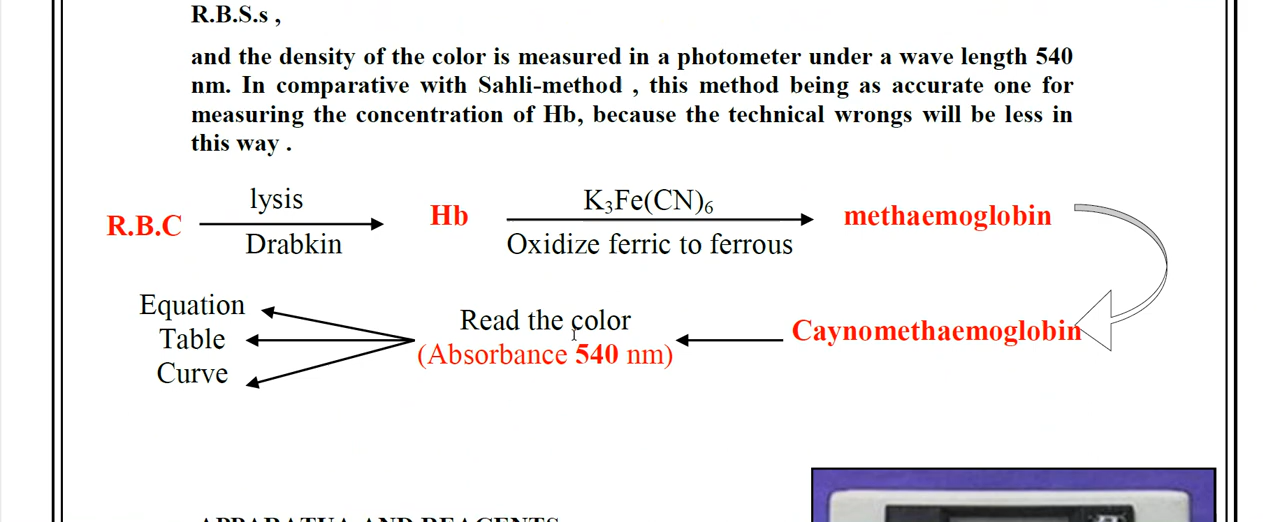 R.B.S.s ,
and the density of the color is measured in a photometer under a wave length 540
nm. In comparative with Sahli-method , this method being as accurate one for
measuring the concentration of Hb, because the technical wrongs will be less in
this way .
lysis
R.B.C
Drabkin
Hb
K₃Fe(CN)₆
Oxidize ferric to ferrous
methaemoglobin
Caynomethaemoglobin
Read the color
(Absorbance 540 nm)
Equation
Table
Curve
APPARATUA AND REAGENTS